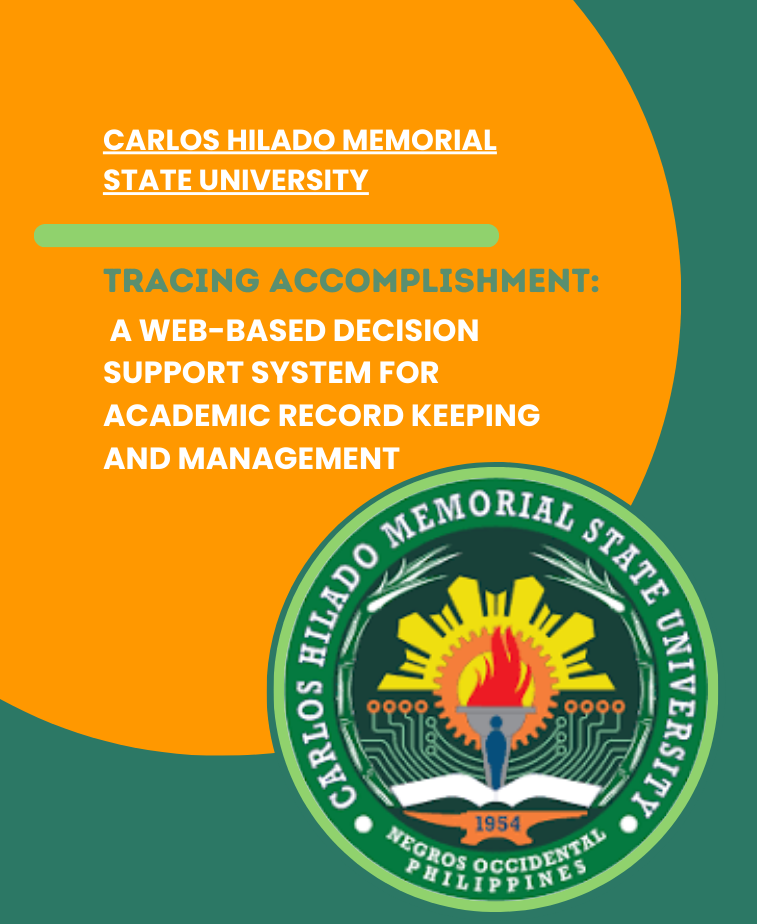 CARLOS HILADO MEMORIAL
STATE UNIVERSITY
TRACING ACCOMPLISHMENT:
A WEB-BASED DECISION
SUPPORT SYSTEM FOR
ACADEMIC RECORD KEEPING
AND MANAGEMENT
CARLOS HILADO MEMORIAL STATE UNIVERSITY
1954
NEGROS OCCIDENTAL
PHILIPPINES